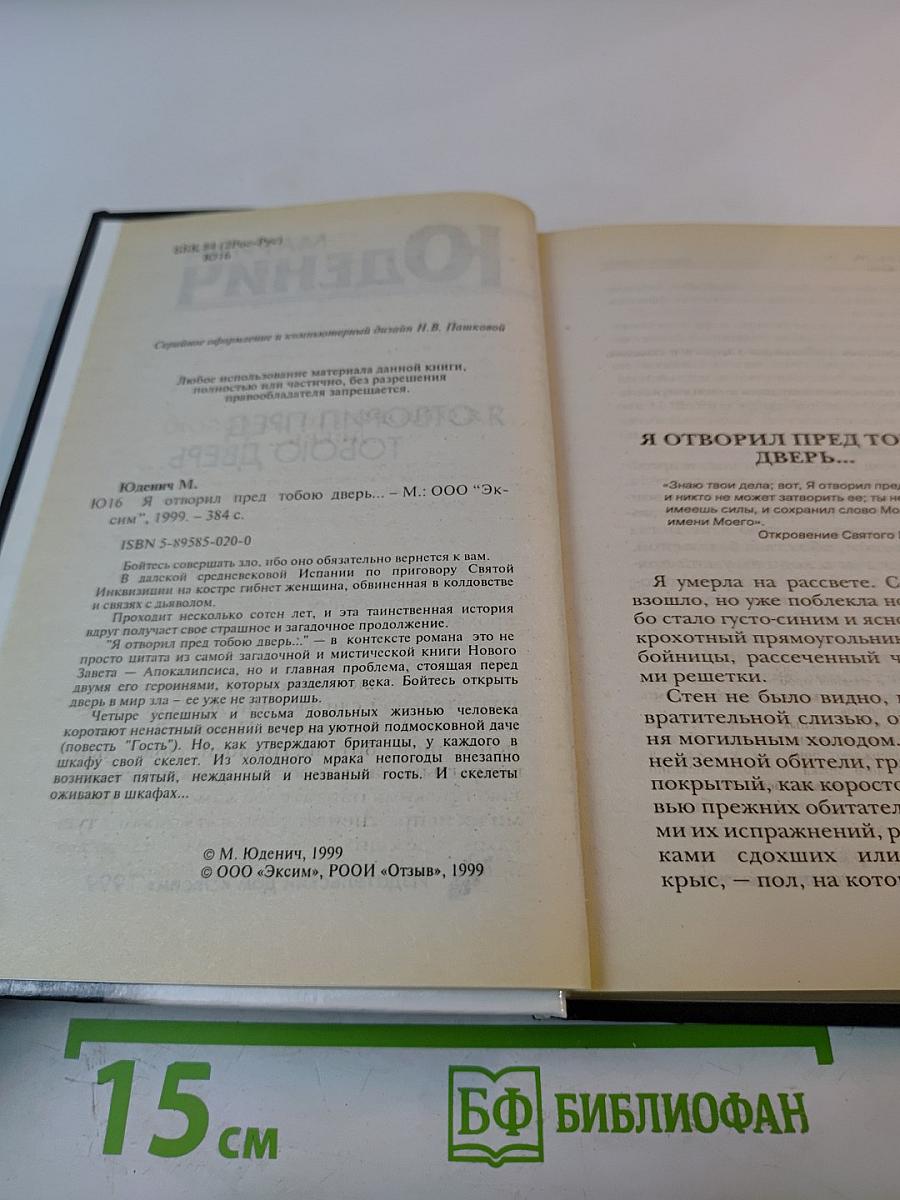 ББК 84 (2Рос-Рус)
Ю16
Серийное оформление и компьютерный дизайн Н.В. Пашковой
Любое использование материала данной книги,
полностью или частично, без разрешения
правообладателя запрещается.
Юденич М.
Ю16 Я отворил пред тобою дверь... – М.: ООО "Эк-
сим", 1999. – 384 с.
ISBN 5-89585-020-0
Бойтесь совершать зло, ибо оно обязательно вернется к вам.
В далекой средневековой Испании по приговору Святой
Инквизиции на костре гибнет женщина, обвиненная в колдовстве
и связях с дьяволом.
Проходит несколько сотен лет, и эта таинственная история
вдруг получает свое страшное и загадочное продолжение.
"Я отворил пред тобою дверь..." — в контексте романа это не
просто цитата из самой загадочной и мистической книги Нового
Завета — Апокалипсиса, но и главная проблема, стоящая перед
двумя его героинями, которых разделяют века. Бойтесь открыть
дверь в мир зла – ее уже не затворишь.
Четыре успешных и весьма довольных жизнью человека
коротают ненастный осенний вечер на уютной подмосковной даче
(повесть "Гость"). Но, как утверждают британцы, у каждого в
шкафу свой скелет. Из холодного мрака непогоды внезапно
возникает пятый, нежданный и незваный гость. И скелеты
оживают в шкафах...
© М. Юденич, 1999
© ООО «Эксим», РООИ «Отзыв», 1999
Я ОТВОРИЛ ПРЕД ТО
ДВЕРЬ...
«Знаю твои дела; вот, Я отворил пред
и никто не может затворить ее; ты не
имеешь силы, и сохранил слово Мо
имени Моего».
Откровение Святого
Я умерла на рассвете. С
взошло, но уже поблекла но
бо стало густо-синим и ясно
крохотный прямоугольник
бойницы, рассеченный ч
ми решетки.
Стен не было видно,
вратительной слизью, о
ня могильным холодом.
ней земной обители, гр
покрытый, как коросто
вью прежних обитател
ми их испражнений, р
ками сдохших или
крыс, – пол, на кото
15 см
БФ БИБЛИОФАН